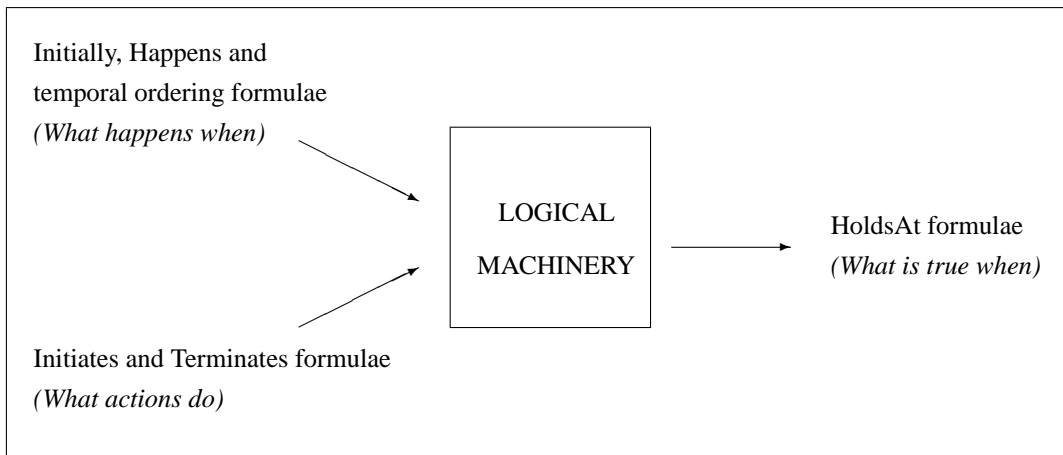 Initially, Happens and
temporal ordering formulae
(What happens when)
LOGICAL
MACHINERY
HoldsAt formulae
(What is true when)
Initiates and Terminates formulae
(What actions do)